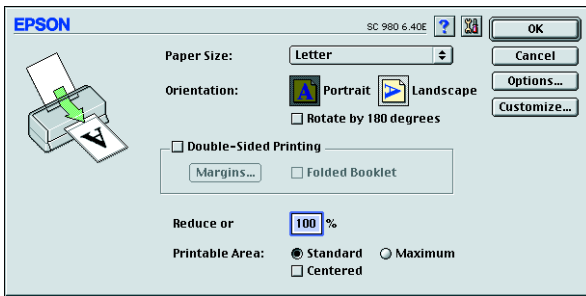 EPSON SC 980 6.40E ? OK
Paper Size: Letter Cancel
Orientation: A Portrait A Landscape Options...
Rotate by 180 degrees Customize...
A
Double-Sided Printing
Margins... Folded Booklet
Reduce or 100 %
Printable Area: Standard Maximum
Centered